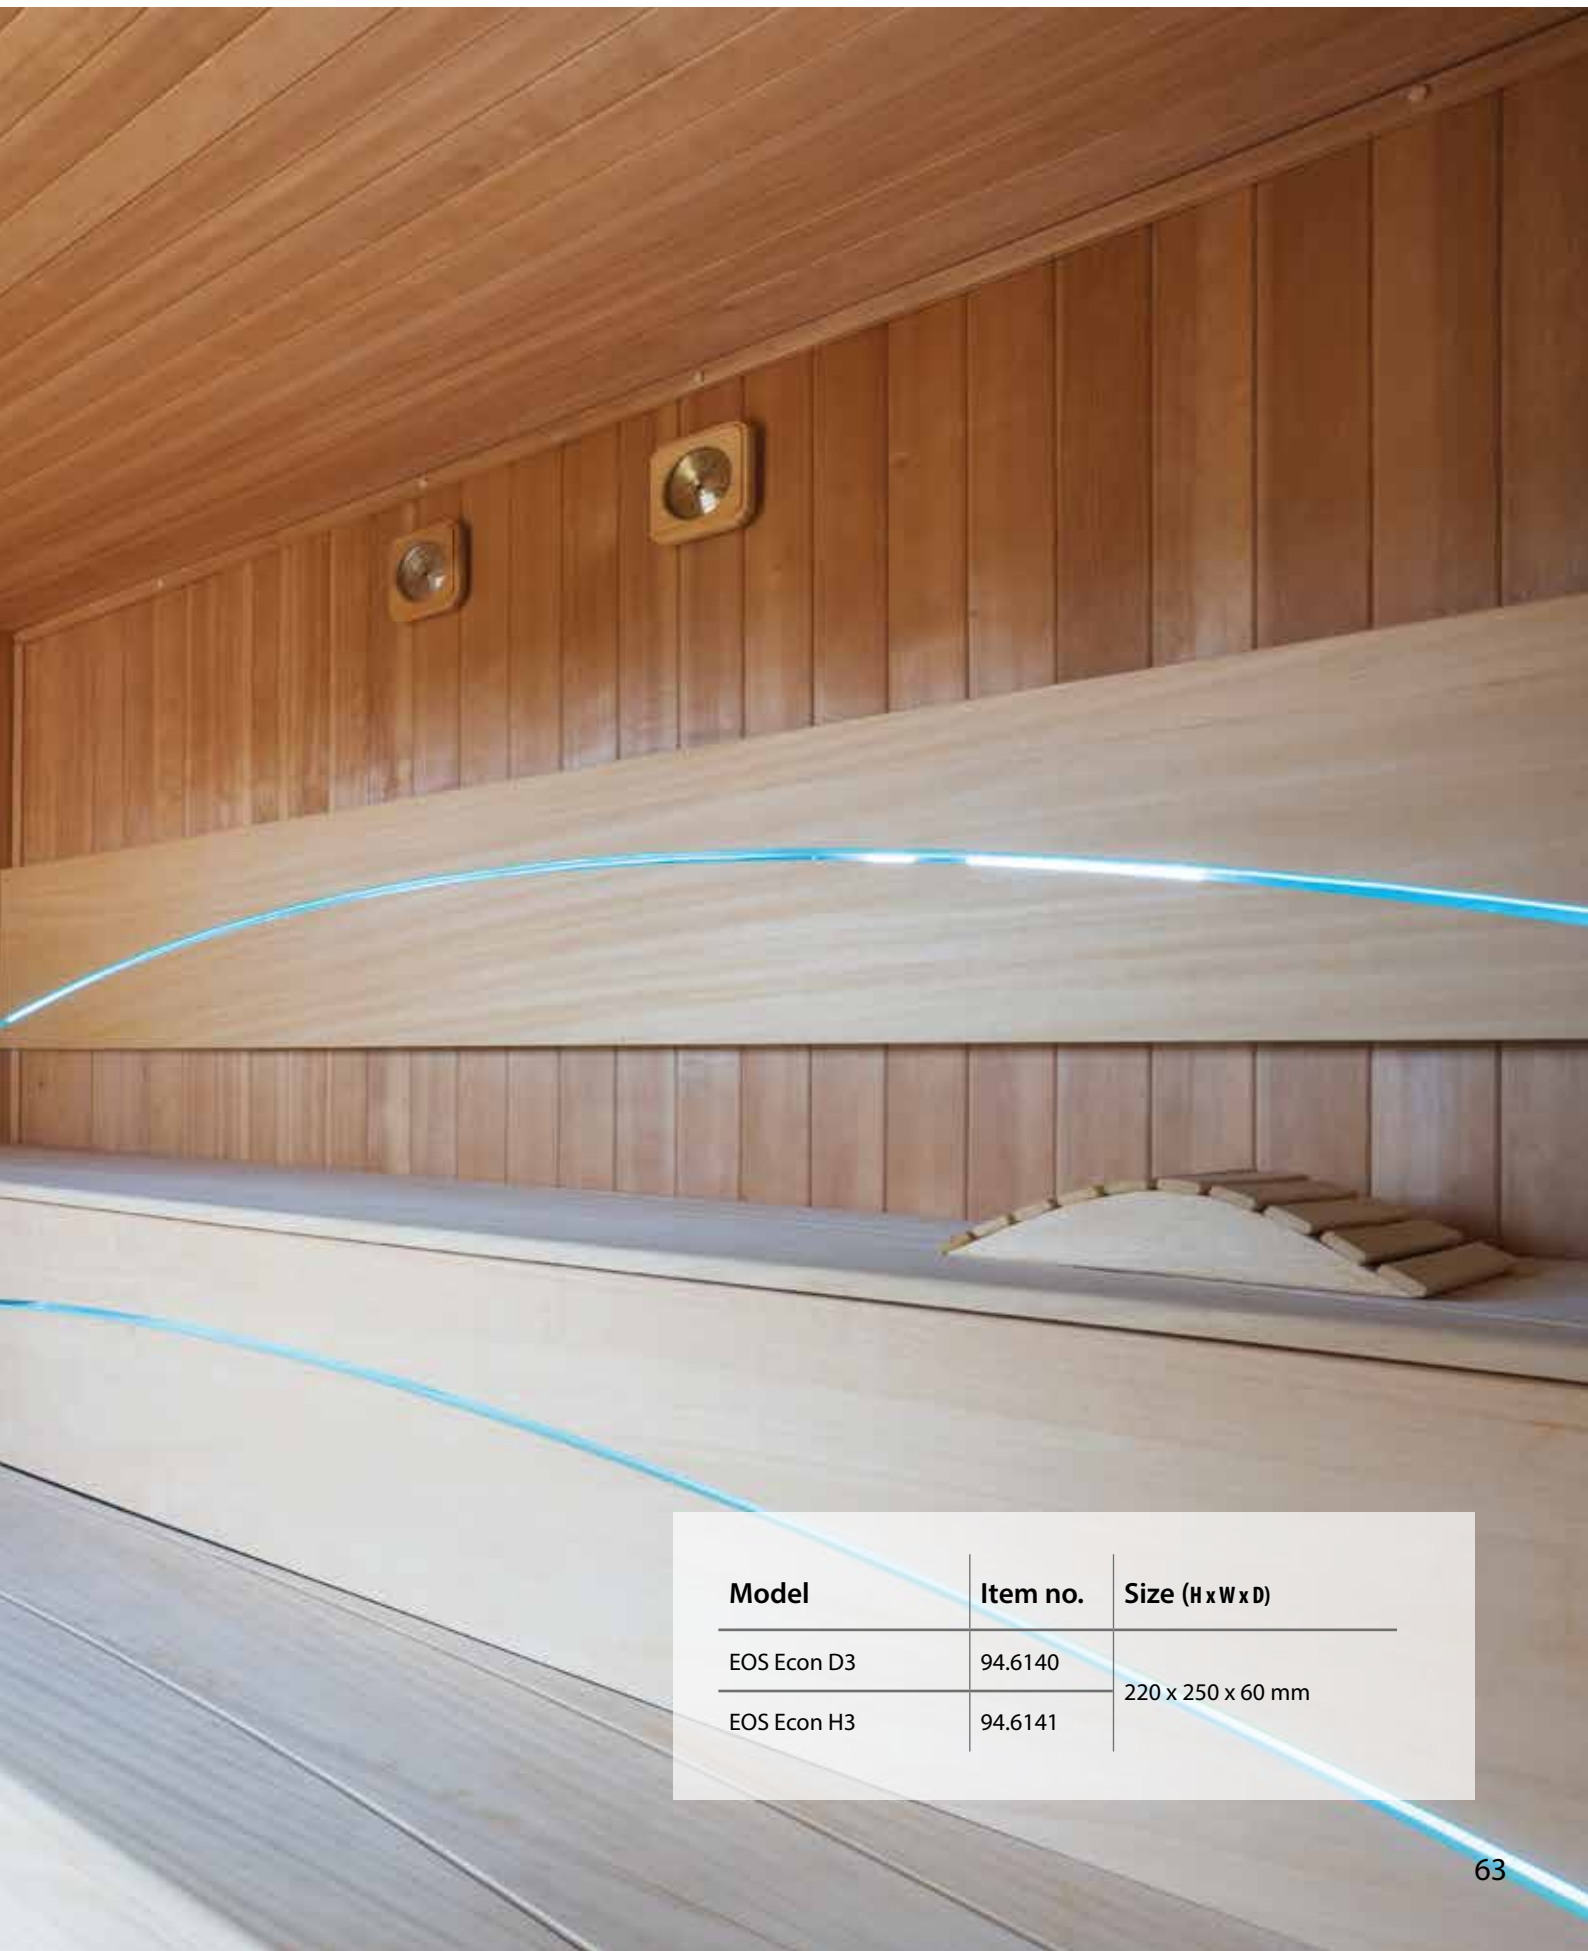 Model Item no. Size (H x W x D)
EOS Econ D3 94.6140
220 x 250 x 60 mm
EOS Econ H3 94.6141
63